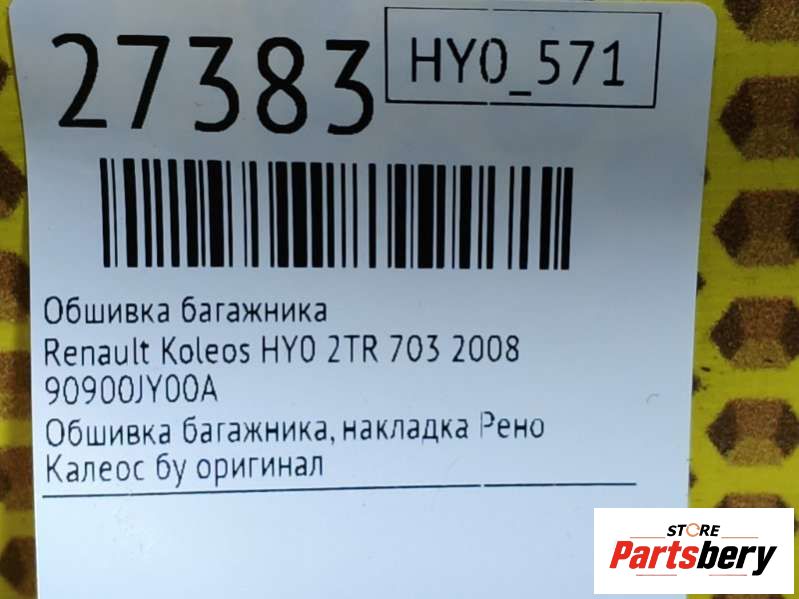 27383
HY0_571
Обшивка багажника
Renault Koleos HY0 2TR 703 2008
90900JY00A
Обшивка багажника, накладка Рено
Калеос бу оригинал
STORE
Partsbery